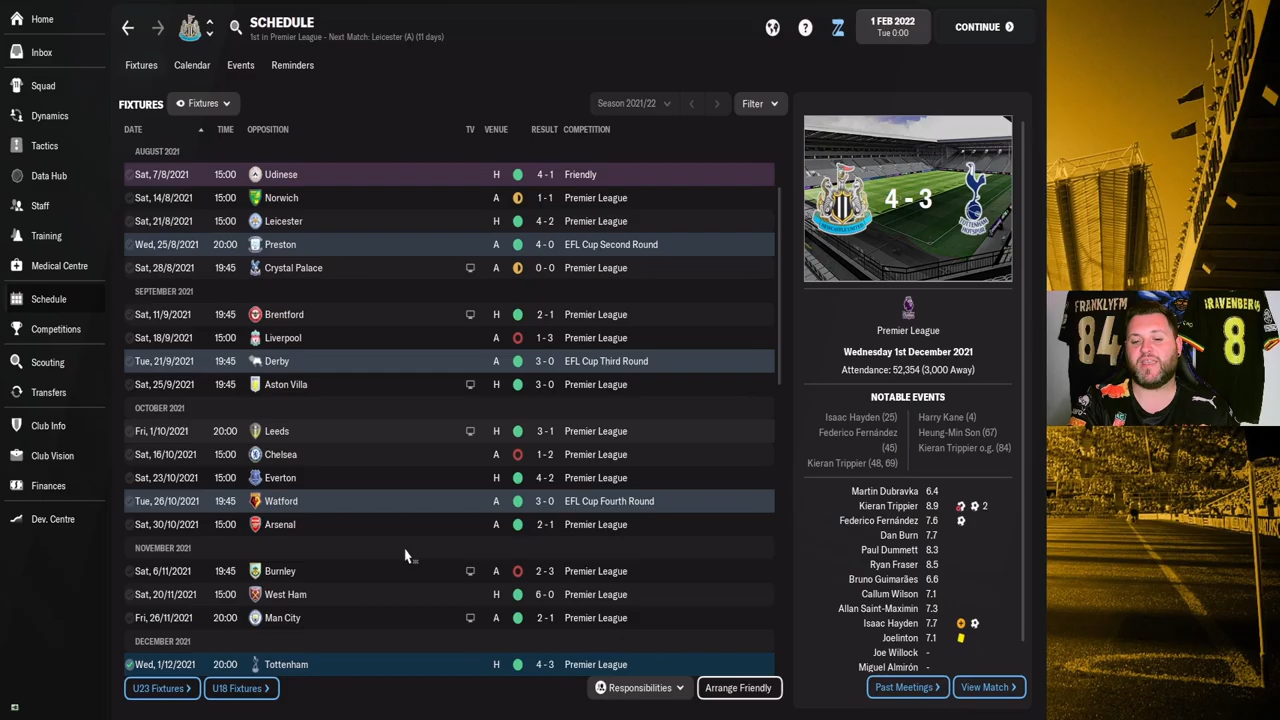 Home
Inbox
Squad
Dynamics
Tactics
Data Hub
Staff
Training
Medical Centre
Schedule
Competitions
Scouting
Transfers
Club Info
Club Vision
Finances
Dev. Centre
SCHEDULE
1st in Premier League - Next Match: Leicester (A) (11 days)
1 FEB 2022
Tue 0:00
CONTINUE
Fixtures Calendar Events Reminders
FIXTURES Fixtures Season 2021/22 Filter
DATE TIME OPPOSITION TV VENUE RESULT COMPETITION
AUGUST 2021
Sat, 7/8/2021 15:00 Udinese H 4 - 1 Friendly
Sat, 14/8/2021 15:00 Norwich A 1 - 1 Premier League
Sat, 21/8/2021 15:00 Leicester H 4 - 2 Premier League
Wed, 25/8/2021 20:00 Preston A 4 - 0 EFL Cup Second Round
Sat, 28/8/2021 19:45 Crystal Palace A 0 - 0 Premier League
SEPTEMBER 2021
Sat, 11/9/2021 19:45 Brentford H 2 - 1 Premier League
Sat, 18/9/2021 15:00 Liverpool A 1 - 3 Premier League
Tue, 21/9/2021 19:45 Derby A 3 - 0 EFL Cup Third Round
Sat, 25/9/2021 19:45 Aston Villa H 3 - 0 Premier League
OCTOBER 2021
Fri, 1/10/2021 20:00 Leeds H 3 - 1 Premier League
Sat, 16/10/2021 15:00 Chelsea A 1 - 2 Premier League
Sat, 23/10/2021 15:00 Everton H 4 - 2 Premier League
Tue, 26/10/2021 19:45 Watford A 3 - 0 EFL Cup Fourth Round
Sat, 30/10/2021 15:00 Arsenal A 2 - 1 Premier League
NOVEMBER 2021
Sat, 6/11/2021 19:45 Burnley A 2 - 3 Premier League
Sat, 20/11/2021 15:00 West Ham H 6 - 0 Premier League
Fri, 26/11/2021 20:00 Man City A 2 - 1 Premier League
DECEMBER 2021
Wed, 1/12/2021 20:00 Tottenham H 4 - 3 Premier League
U23 Fixtures > U18 Fixtures > Responsibilities Arrange Friendly
4 - 3
Premier League
Wednesday 1st December 2021
Attendance: 52,354 (3,000 Away)
NOTABLE EVENTS
Isaac Hayden (25)
Federico Fernández
(45)
Kieran Trippier (48, 69)
Harry Kane (4)
Heung-Min Son (67)
Kieran Trippier o.g. (84)
Martin Dubravka 6.4
Kieran Trippier 8.9 2
Federico Fernández 7.6
Dan Burn 7.7
Paul Dummett 8.3
Ryan Fraser 8.5
Bruno Guimarães 6.6
Callum Wilson 7.1
Allan Saint-Maximin 7.3
Isaac Hayden 7.7
Joelinton 7.1
Joe Willock -
Miguel Almirón -
Past Meetings > View Match >
FRANKLYFM
84
GRAVENBERG
8